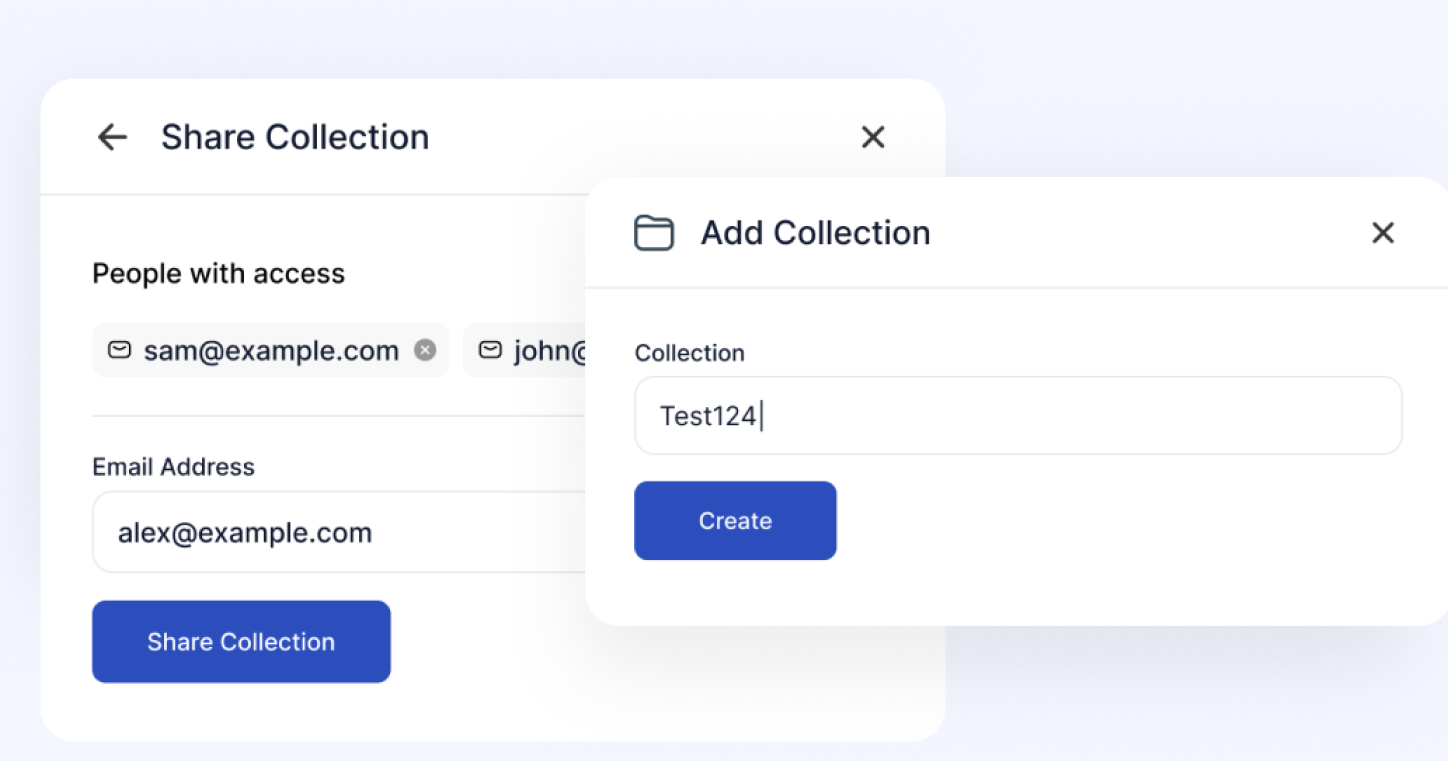 Share Collection
People with access
sam@example.com
john@
Email Address
alex@example.com
Share Collection
Add Collection
Collection
Test124
Create